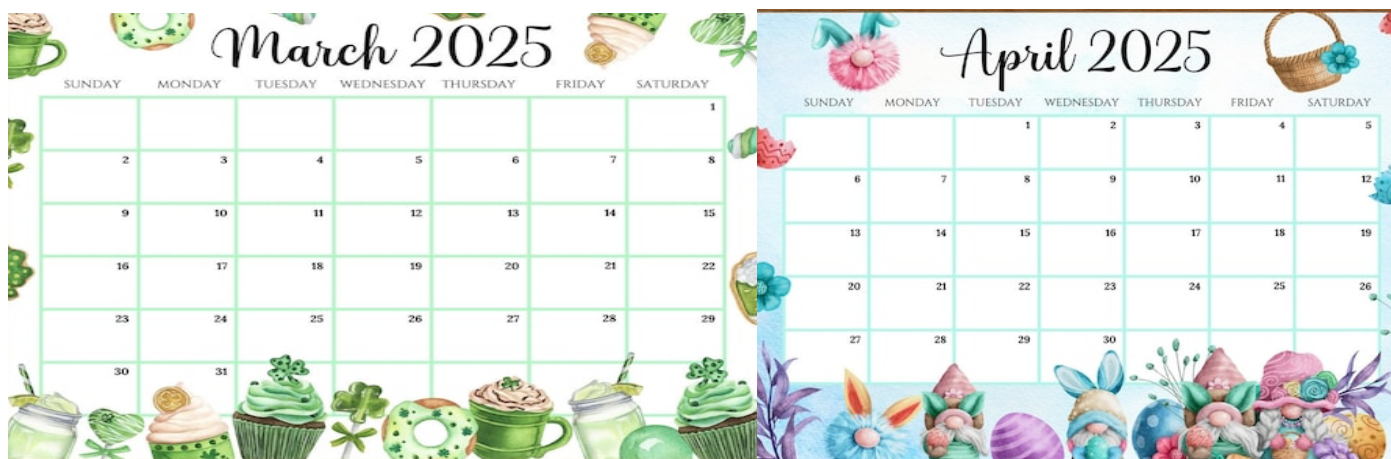 March 2025
SUNDAY MONDAY TUESDAY WEDNESDAY THURSDAY FRIDAY SATURDAY
1
2 3 4 5 6 7 8
9 10 11 12 13 14 15
16 17 18 19 20 21 22
23 24 25 26 27 28 29
30 31
April 2025
SUNDAY MONDAY TUESDAY WEDNESDAY THURSDAY FRIDAY SATURDAY
1 2 3 4 5
6 7 8 9 10 11 12
13 14 15 16 17 18 19
20 21 22 23 24 25 26
27 28 29 30